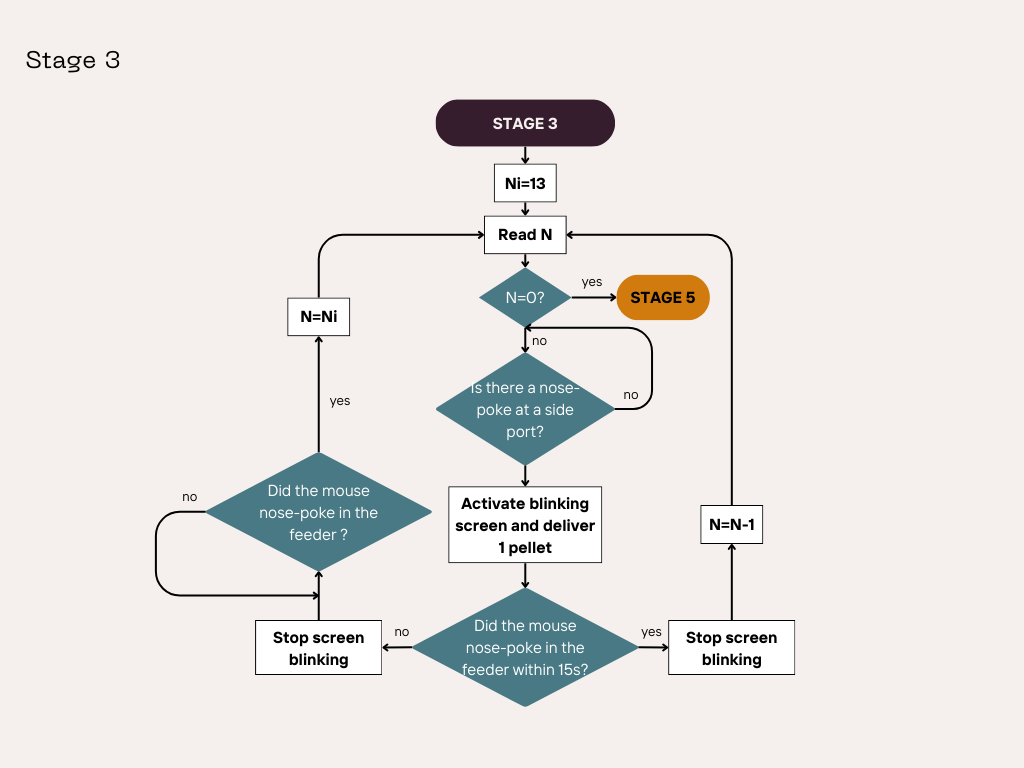 Stage 3
STAGE 3
Ni=13
Read N
N=0?
yes
STAGE 5
no
Is there a nose-
poke at a side
port?
no
N=Ni
yes
Did the mouse
nose-poke in the
feeder ?
no
Activate blinking
screen and deliver
1 pellet
N=N-1
Did the mouse
nose-poke in the
feeder within 15s?
no
yes
Stop screen
blinking
Stop screen
blinking